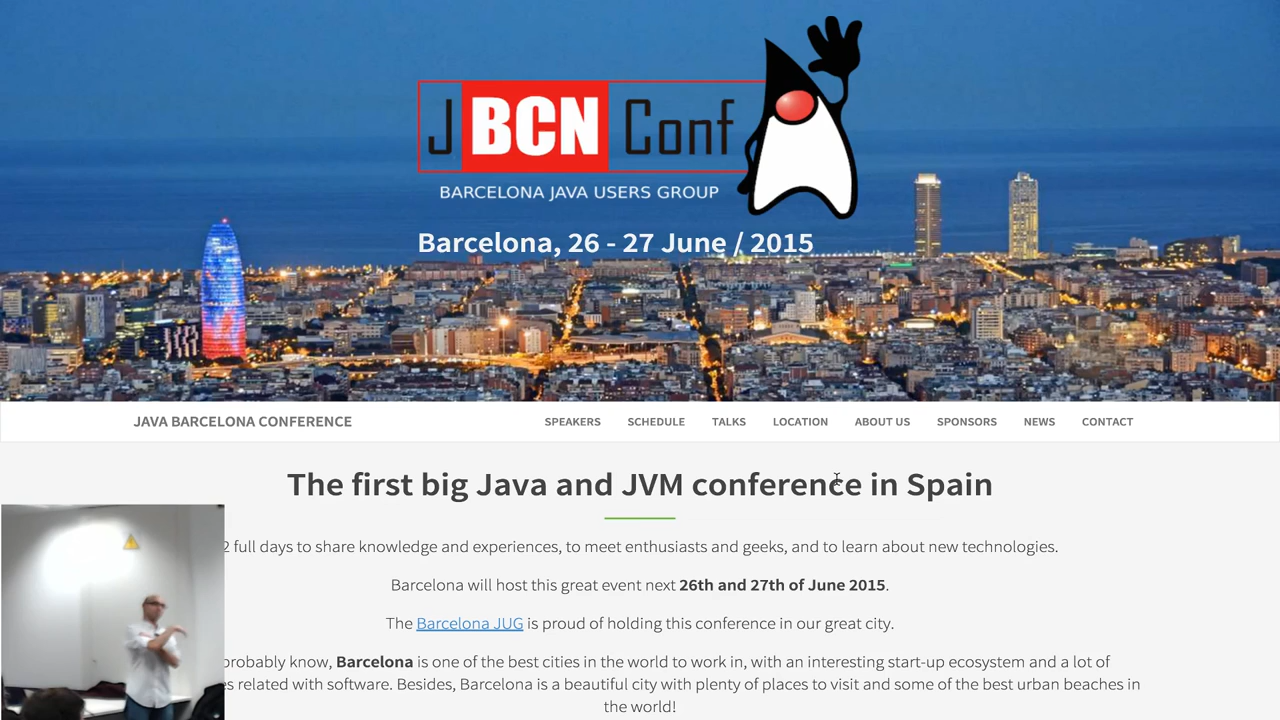 J BCN Conf
BARCELONA JAVA USERS GROUP
Barcelona, 26 - 27 June / 2015
JAVA BARCELONA CONFERENCE SPEAKERS SCHEDULE TALKS LOCATION ABOUT US SPONSORS NEWS CONTACT
The first big Java and JVM conference in Spain
2 full days to share knowledge and experiences, to meet enthusiasts and geeks, and to learn about new technologies.
Barcelona will host this great event next 26th and 27th of June 2015.
The Barcelona JUG is proud of holding this conference in our great city.
probably know, Barcelona is one of the best cities in the world to work in, with an interesting start-up ecosystem and a lot of
related with software. Besides, Barcelona is a beautiful city with plenty of places to visit and some of the best urban beaches in
the world!